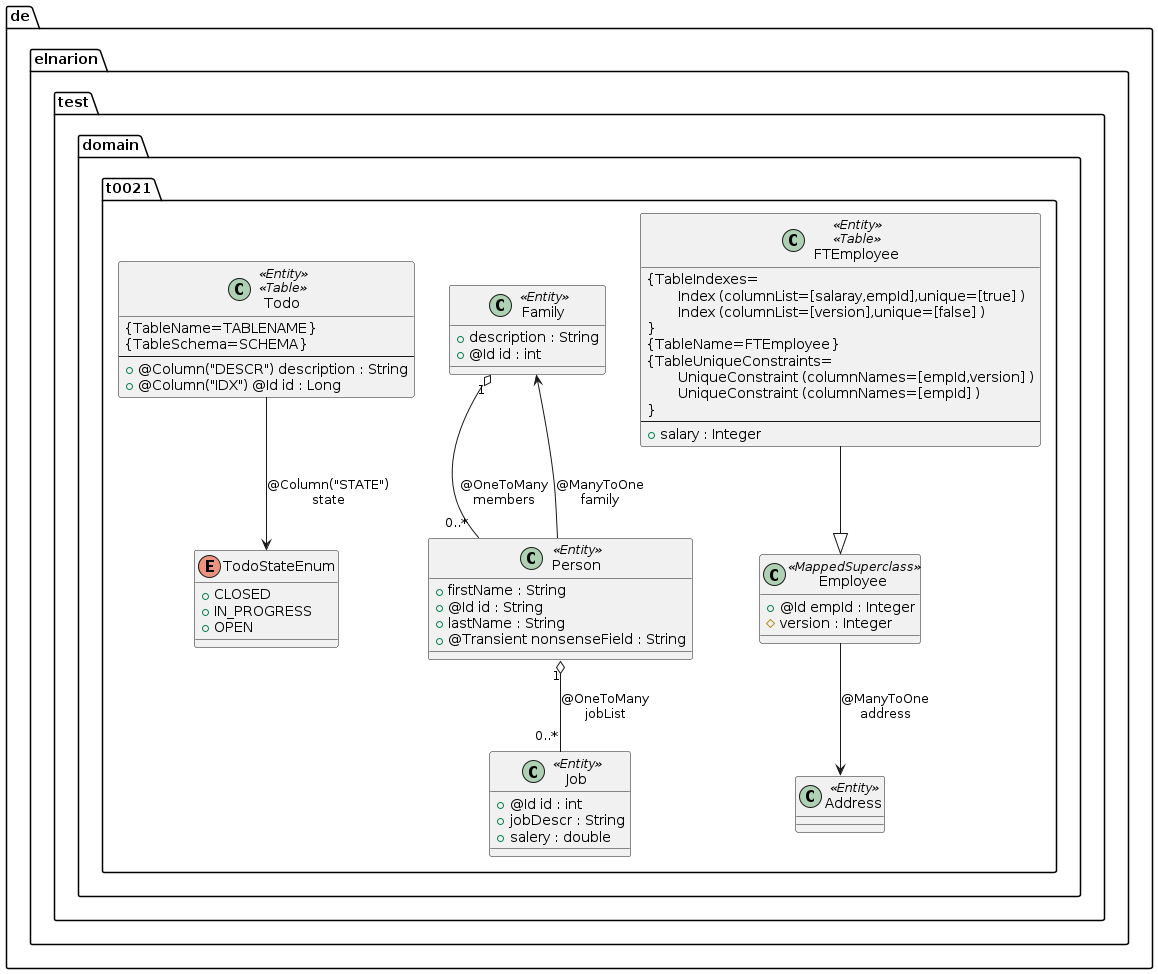 de
elnarion
test
domain
t0021
C
«Entity»
«Table»
Todo
{TableName=TABLENAME}
{TableSchema=SCHEMA}
@Column("DESCR") description : String
@Column("IDX") @Id id : Long
C
«Entity»
Family
description : String
@Id id : int
C
«Entity»
«Table»
FTEmployee
{TableIndexes=
Index (columnList=[salaray,empId],unique=[true] )
Index (columnList=[version],unique=[false] )
}
{TableName=FTEmployee}
{TableUniqueConstraints=
UniqueConstraint (columnNames=[empId,version] )
UniqueConstraint (columnNames=[empId] )
}
salary : Integer
1
@Column("STATE")
state
@OneToMany
members
@ManyToOne
family
0..*
E
TodoStateEnum
CLOSED
IN_PROGRESS
OPEN
C
«Entity»
Person
firstName : String
@Id id : String
lastName : String
@Transient nonsenseField : String
C
«MappedSuperclass»
Employee
@Id empId : Integer
version : Integer
1
@OneToMany
jobList
0..*
@ManyToOne
address
C
«Entity»
Job
@Id id : int
jobDescr : String
salery : double
C
«Entity»
Address